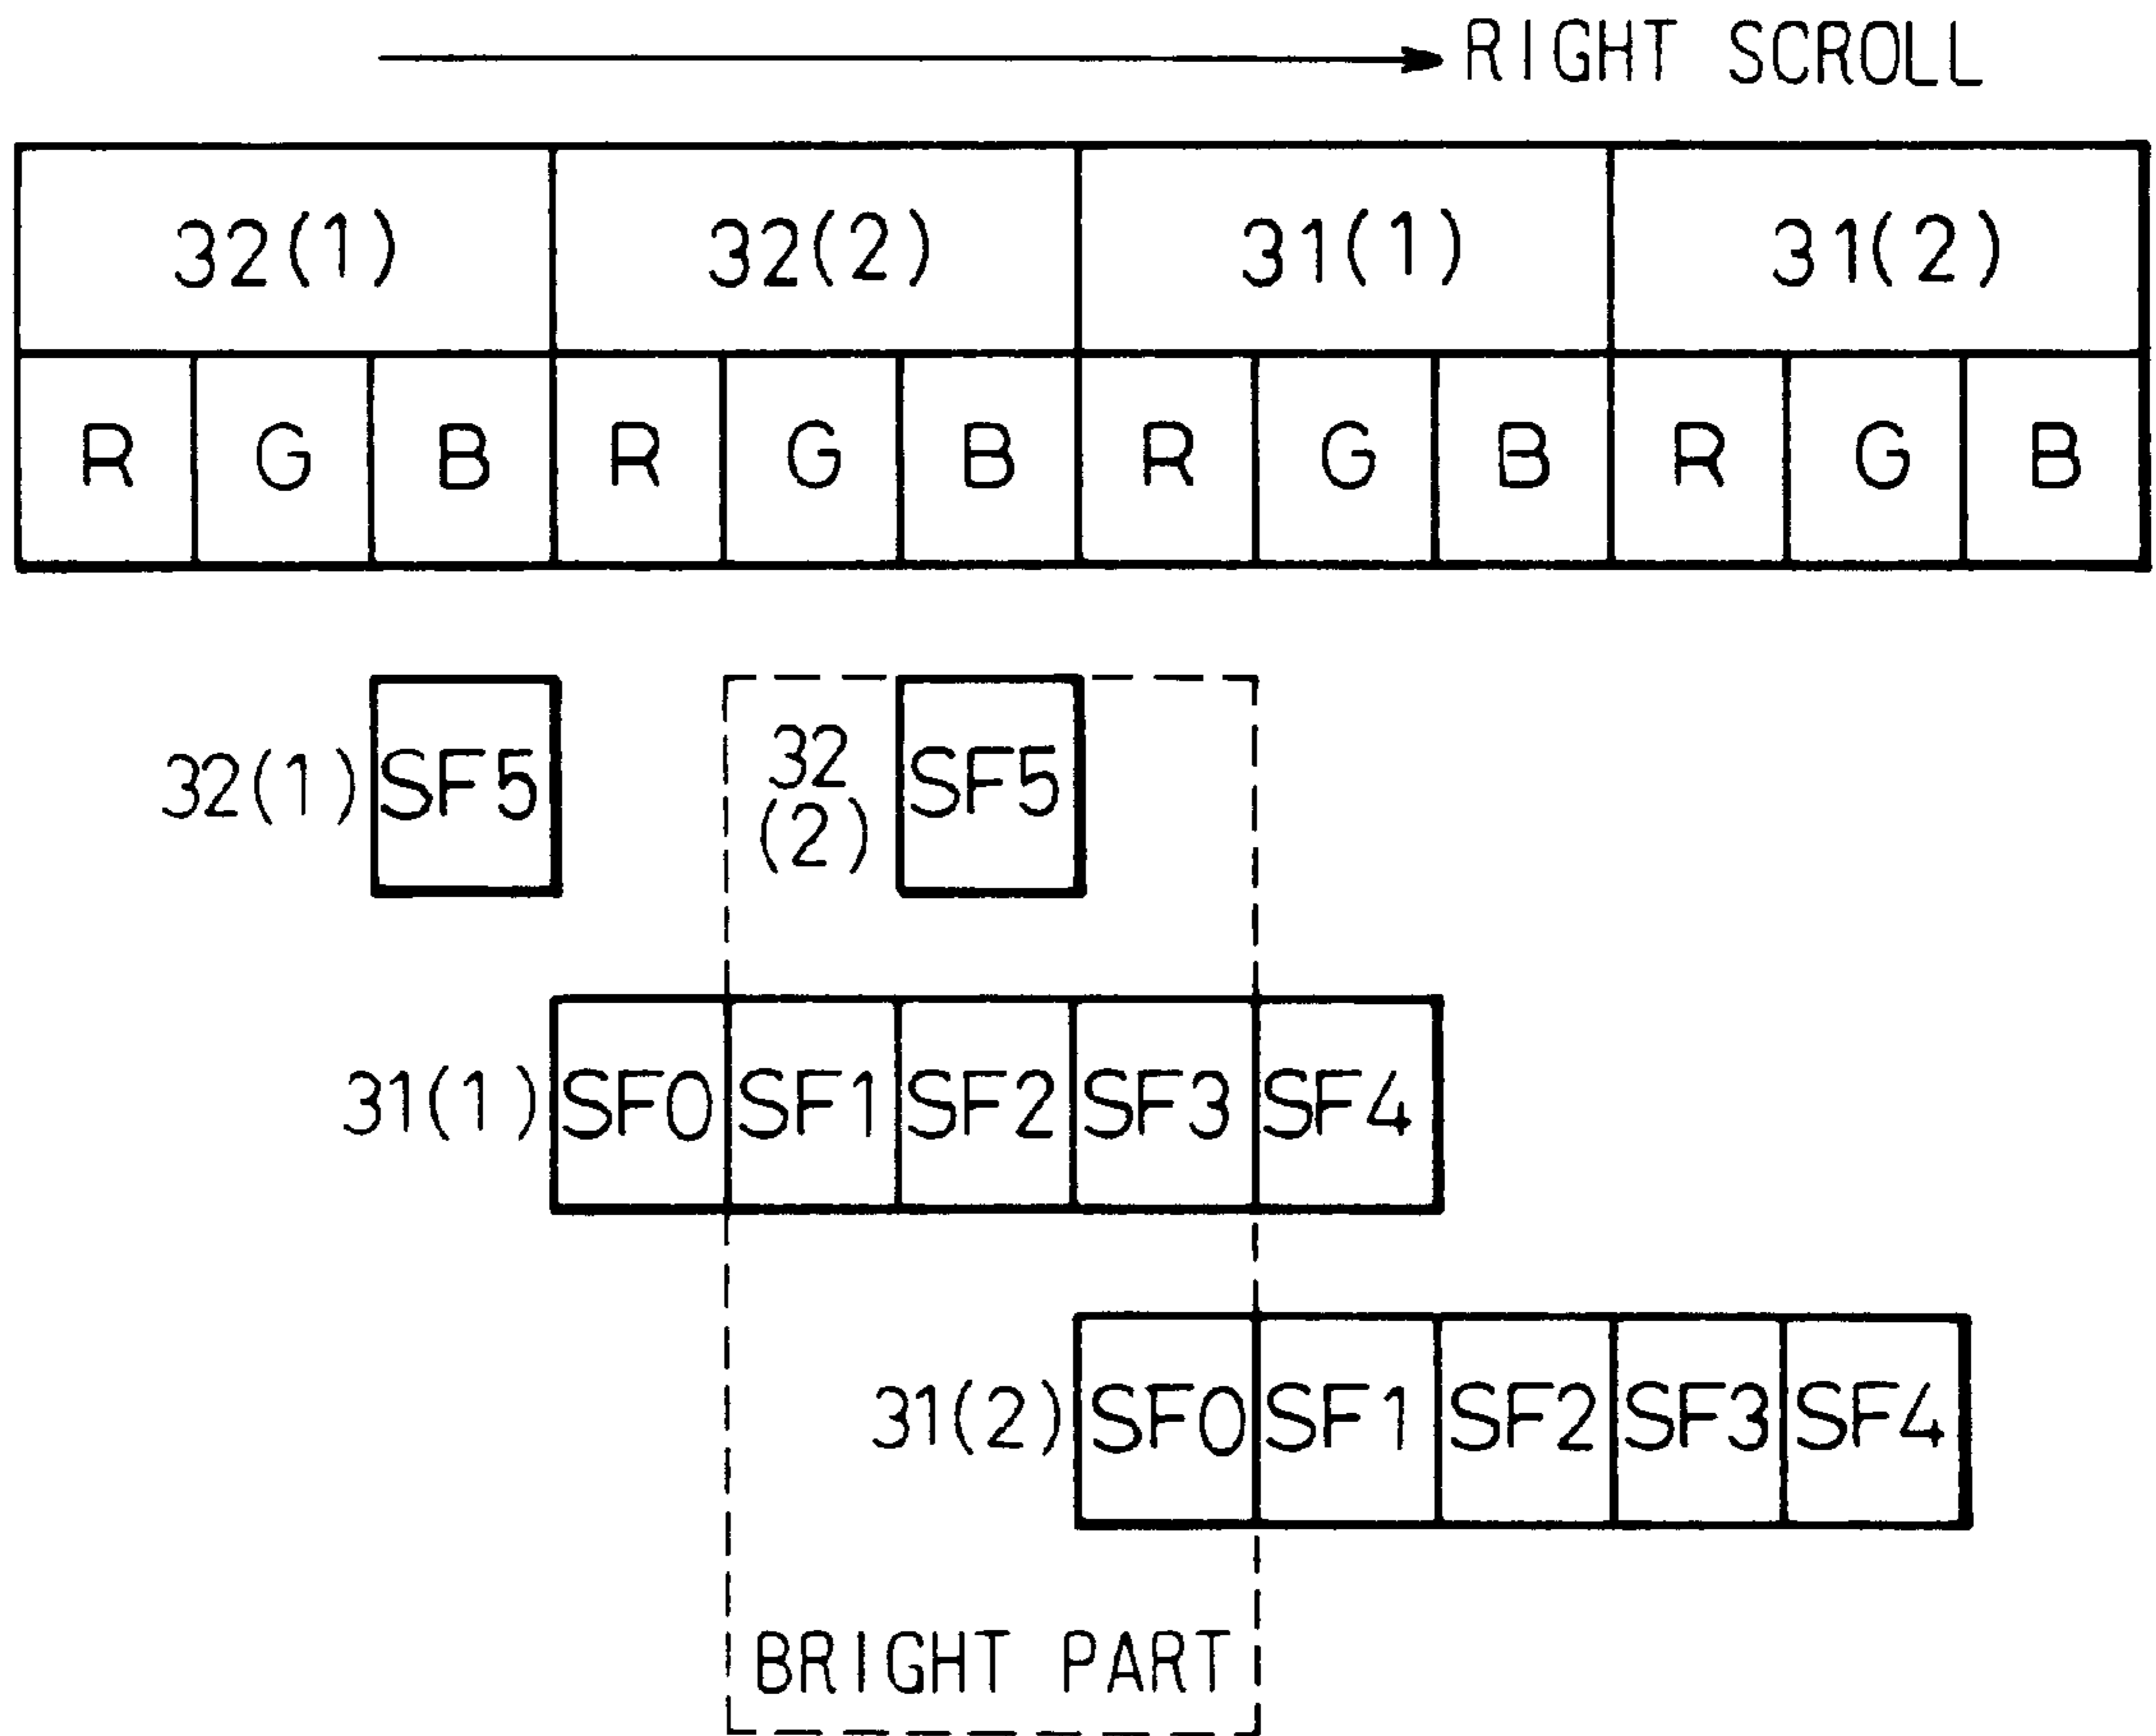 RIGHT SCROLL
32(1) 32(2) 31(1) 31(2)
R G B R G B R G B R G B
32(1) SF5 32 SF5
(2)
31(1) SF0 SF1 SF2 SF3 SF4
31(2) SF0 SF1 SF2 SF3 SF4
BRIGHT PART